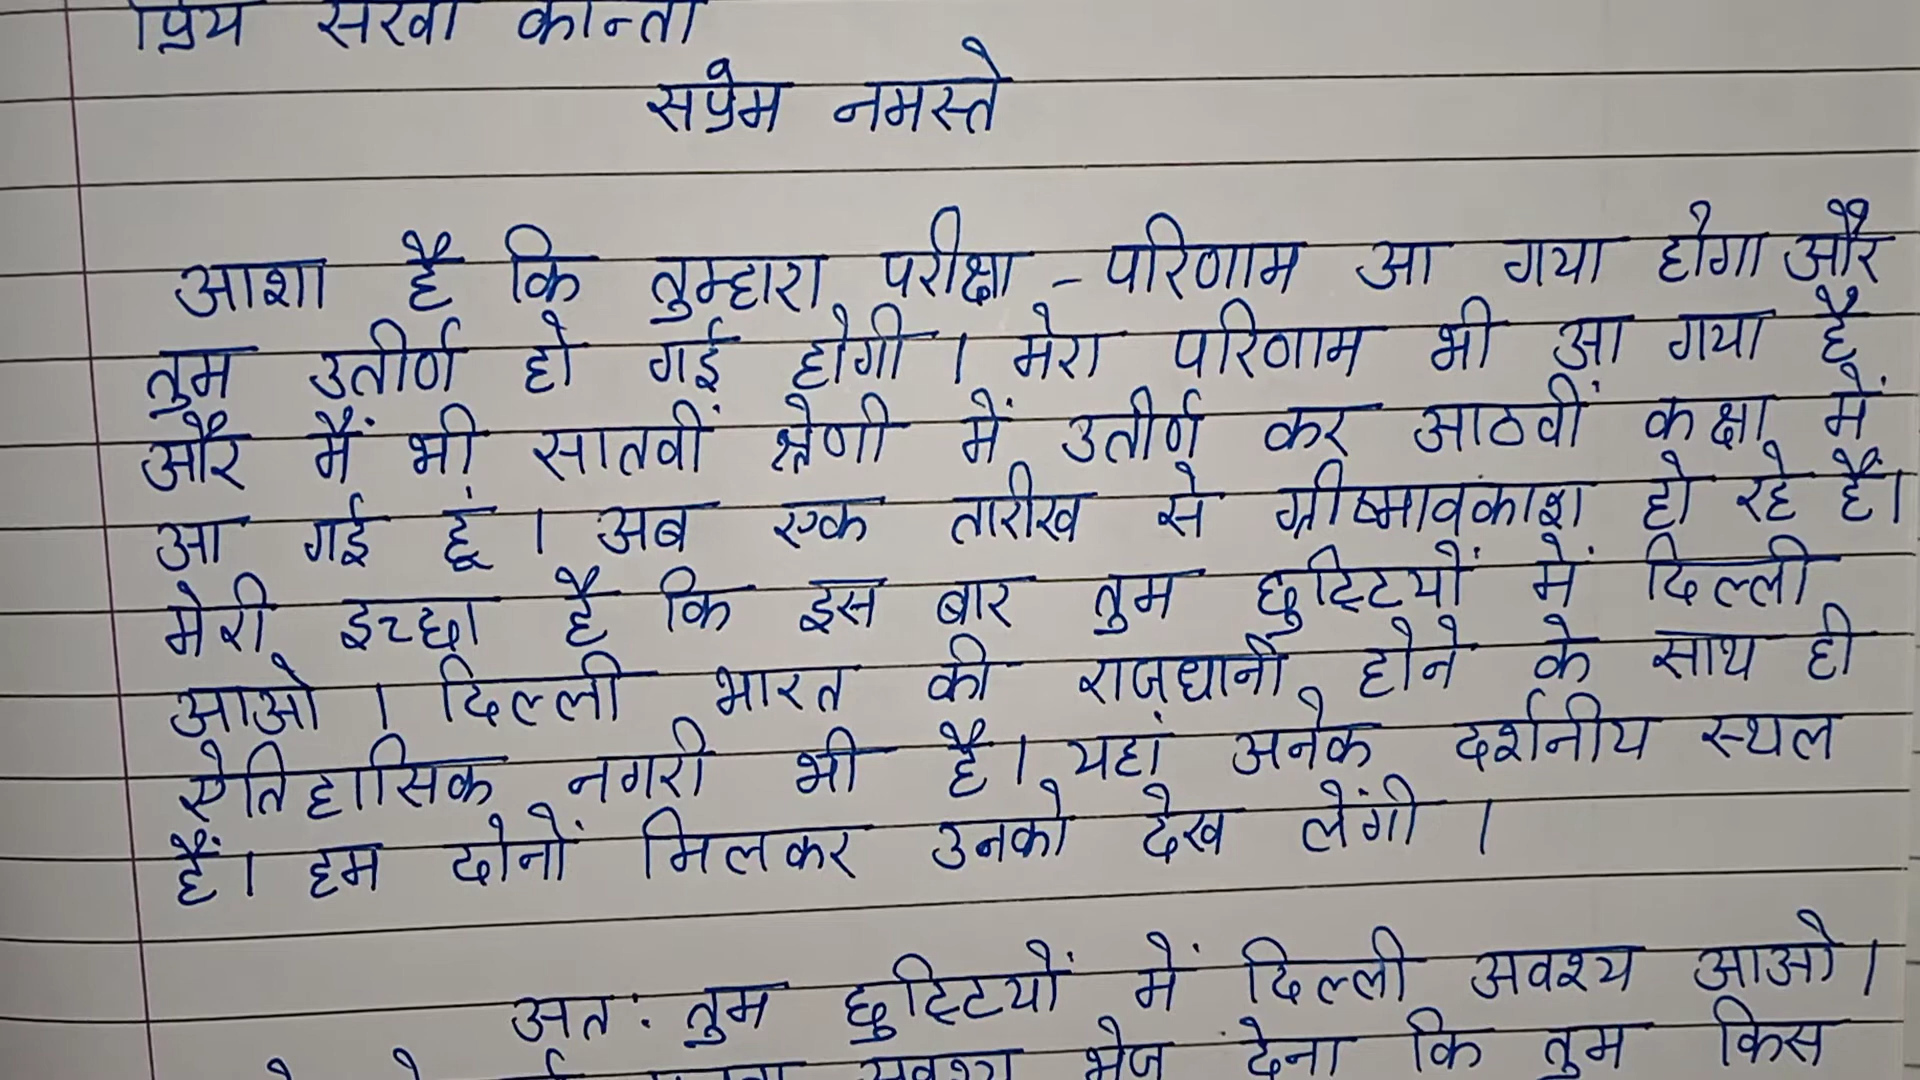 प्रिय सखा कान्ता
सप्रेम नमस्ते
आशा है कि तुम्हारा परीक्षा - परिणाम आ गया होगा और
तुम उतीर्ण हो गई होगी । मेरा परिणाम भी आ गया है
और मैं भी सातवीं श्रेणी में उतीर्ण कर आठवीं कक्षा में
आ गई हूं । अब एक तारीख से ग्रीष्मावकाश हो रहे हैं।
मेरी इच्छा है कि इस बार तुम छुट्टियों में दिल्ली
आओ । दिल्ली भारत की राजधानी होने के साथ ही
ऐतिहासिक नगरी भी है। यहां अनेक दर्शनीय स्थल
हैं। हम दोनों मिलकर उनको देख लेंगी ।
अत: तुम छुट्टियों में दिल्ली अवश्य आओ।
अवश्य भेज देना कि तुम किस